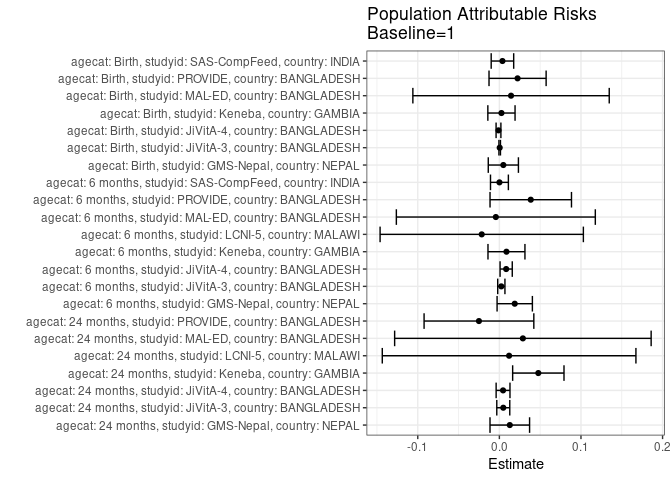 Population Attributable Risks
Baseline=1
agecat: Birth, studyid: SAS-CompFeed, country: INDIA
agecat: Birth, studyid: PROVIDE, country: BANGLADESH
agecat: Birth, studyid: MAL-ED, country: BANGLADESH
agecat: Birth, studyid: Keneba, country: GAMBIA
agecat: Birth, studyid: JiVitA-4, country: BANGLADESH
agecat: Birth, studyid: JiVitA-3, country: BANGLADESH
agecat: Birth, studyid: GMS-Nepal, country: NEPAL
agecat: 6 months, studyid: SAS-CompFeed, country: INDIA
agecat: 6 months, studyid: PROVIDE, country: BANGLADESH
agecat: 6 months, studyid: MAL-ED, country: BANGLADESH
agecat: 6 months, studyid: LCNI-5, country: MALAWI
agecat: 6 months, studyid: Keneba, country: GAMBIA
agecat: 6 months, studyid: JiVitA-4, country: BANGLADESH
agecat: 6 months, studyid: JiVitA-3, country: BANGLADESH
agecat: 6 months, studyid: GMS-Nepal, country: NEPAL
agecat: 24 months, studyid: PROVIDE, country: BANGLADESH
agecat: 24 months, studyid: MAL-ED, country: BANGLADESH
agecat: 24 months, studyid: LCNI-5, country: MALAWI
agecat: 24 months, studyid: Keneba, country: GAMBIA
agecat: 24 months, studyid: JiVitA-4, country: BANGLADESH
agecat: 24 months, studyid: JiVitA-3, country: BANGLADESH
agecat: 24 months, studyid: GMS-Nepal, country: NEPAL
-0.1 0.0 0.1 0.2
Estimate